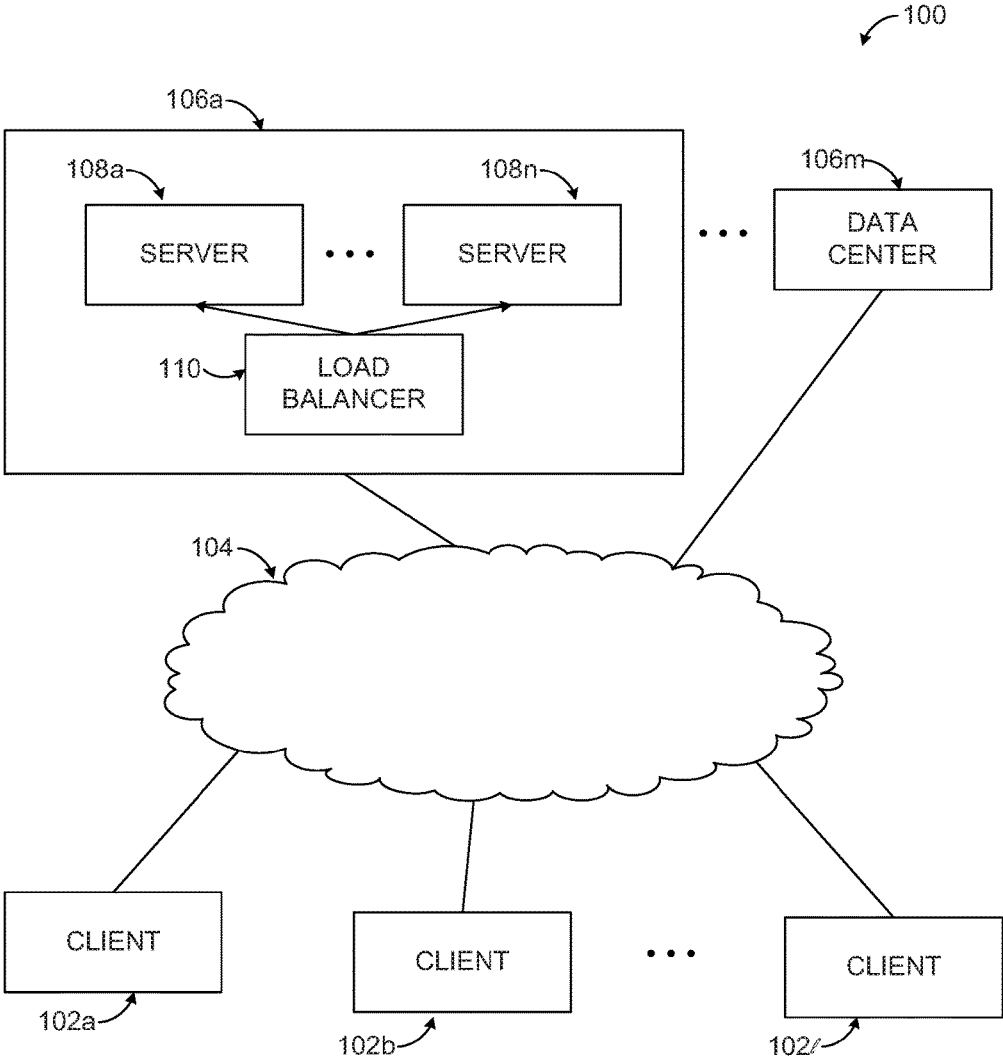 100
106a
108a
108n
106m
SERVER
• • •
SERVER
• • •
DATA
CENTER
110
LOAD
BALANCER
104
CLIENT
CLIENT
• • •
CLIENT
102a
102b
102ℓ